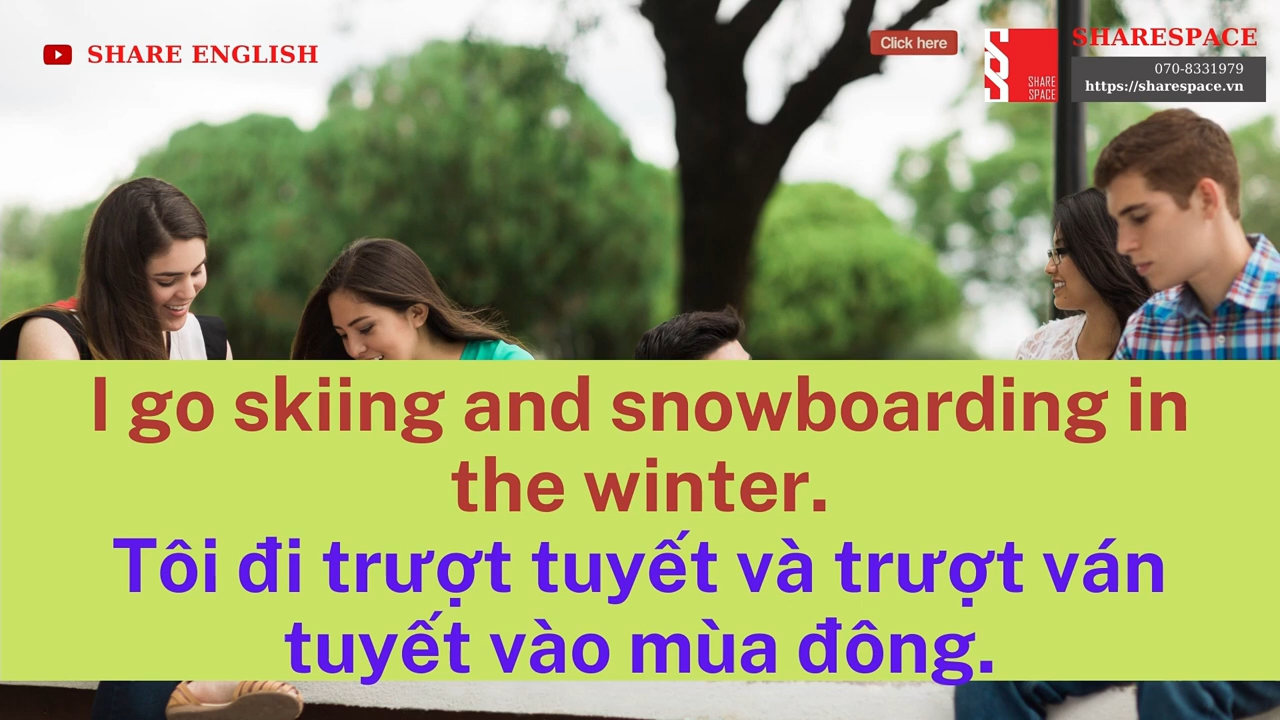 SHARE ENGLISH
Click here
SHARE
SPACE
SHARESPACE
070-8331979
https://sharespace.vn
I go skiing and snowboarding in
the winter.
Tôi đi trượt tuyết và trượt ván
tuyết vào mùa đông.